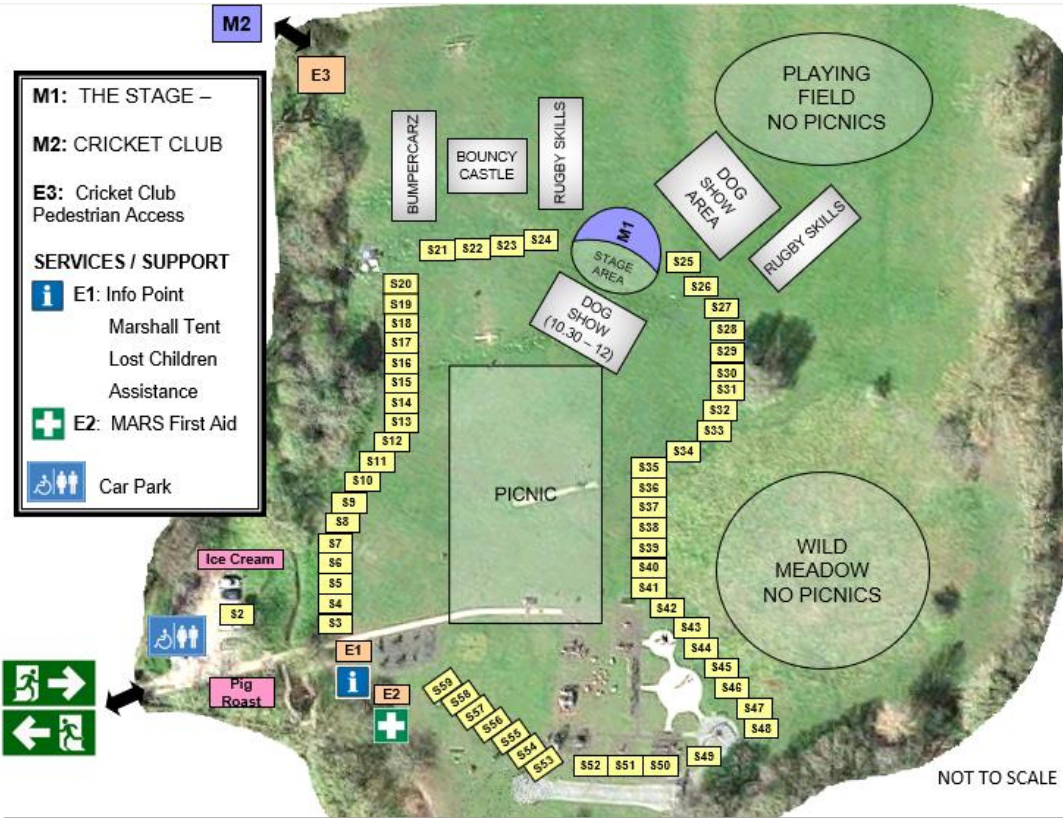 M2
E3
M1: THE STAGE –
M2: CRICKET CLUB
E3: Cricket Club
Pedestrian Access
SERVICES / SUPPORT
i E1: Info Point
Marshall Tent
Lost Children
Assistance
E2: MARS First Aid
Car Park
PLAYING
FIELD
NO PICNICS
BUMPERCARZ
BOUNCY
CASTLE
RUGBY SKILLS
DOG
SHOW
AREA
RUGBY SKILLS
M1
STAGE
AREA
DOG
SHOW
(10.30 – 12)
S21
S22
S23
S24
S25
S26
S27
S28
S29
S30
S31
S32
S33
S34
S35
S36
S37
S38
S39
S40
S41
S42
S43
S44
S45
S46
S47
S48
S49
S50
S51
S52
S53
S54
S55
S56
S57
S58
S59
S20
S19
S18
S17
S16
S15
S14
S13
S12
S11
S10
S9
S8
S7
S6
S5
S4
S3
PICNIC
WILD
MEADOW
NO PICNICS
Ice Cream
S2
Pig
Roast
E1
i
E2
NOT TO SCALE